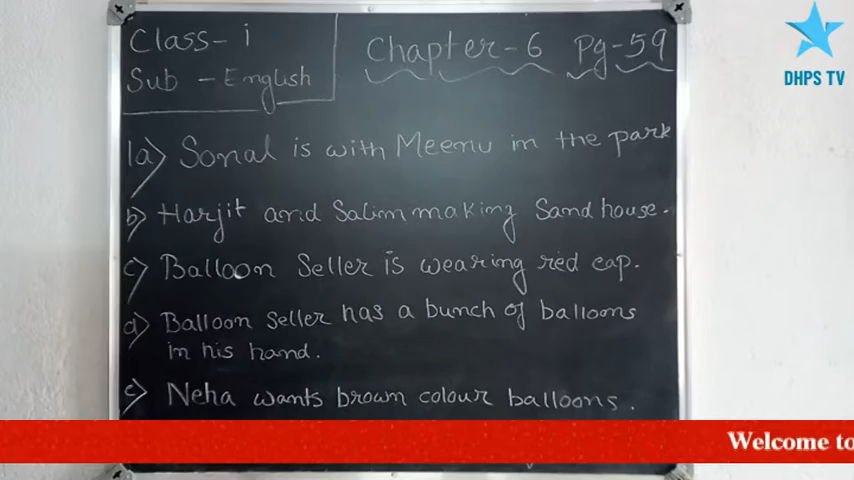 Class - i
Sub - English
Chapter - 6 Pg - 59
DHPS TV
1a) Sonal is with Meenu in the park
b) Harjit and Salim making Sand house.
c) Balloon Seller is wearing red cap.
d) Balloon Seller has a bunch of balloons
in his hand.
e) Neha wants brown colour balloons.
Welcome to